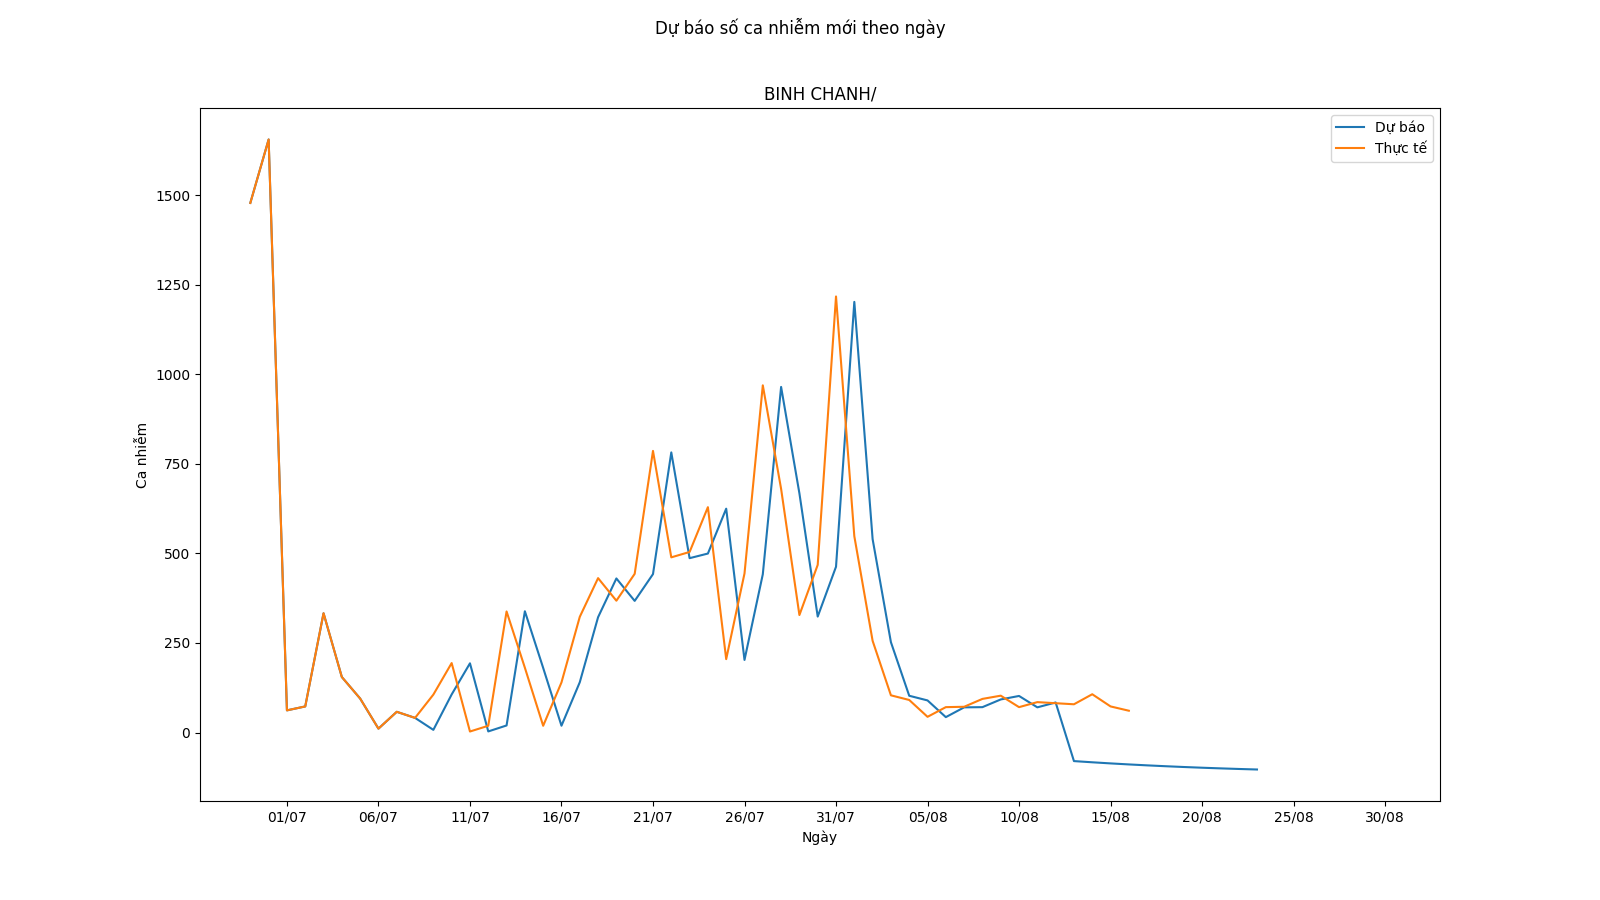 Dự báo số ca nhiễm mới theo ngày
BINH CHANH/
Dự báo
Thực tế
1500
1250
1000
750
500
250
0
Ca nhiễm
01/07 06/07 11/07 16/07 21/07 26/07 31/07 05/08 10/08 15/08 20/08 25/08 30/08
Ngày